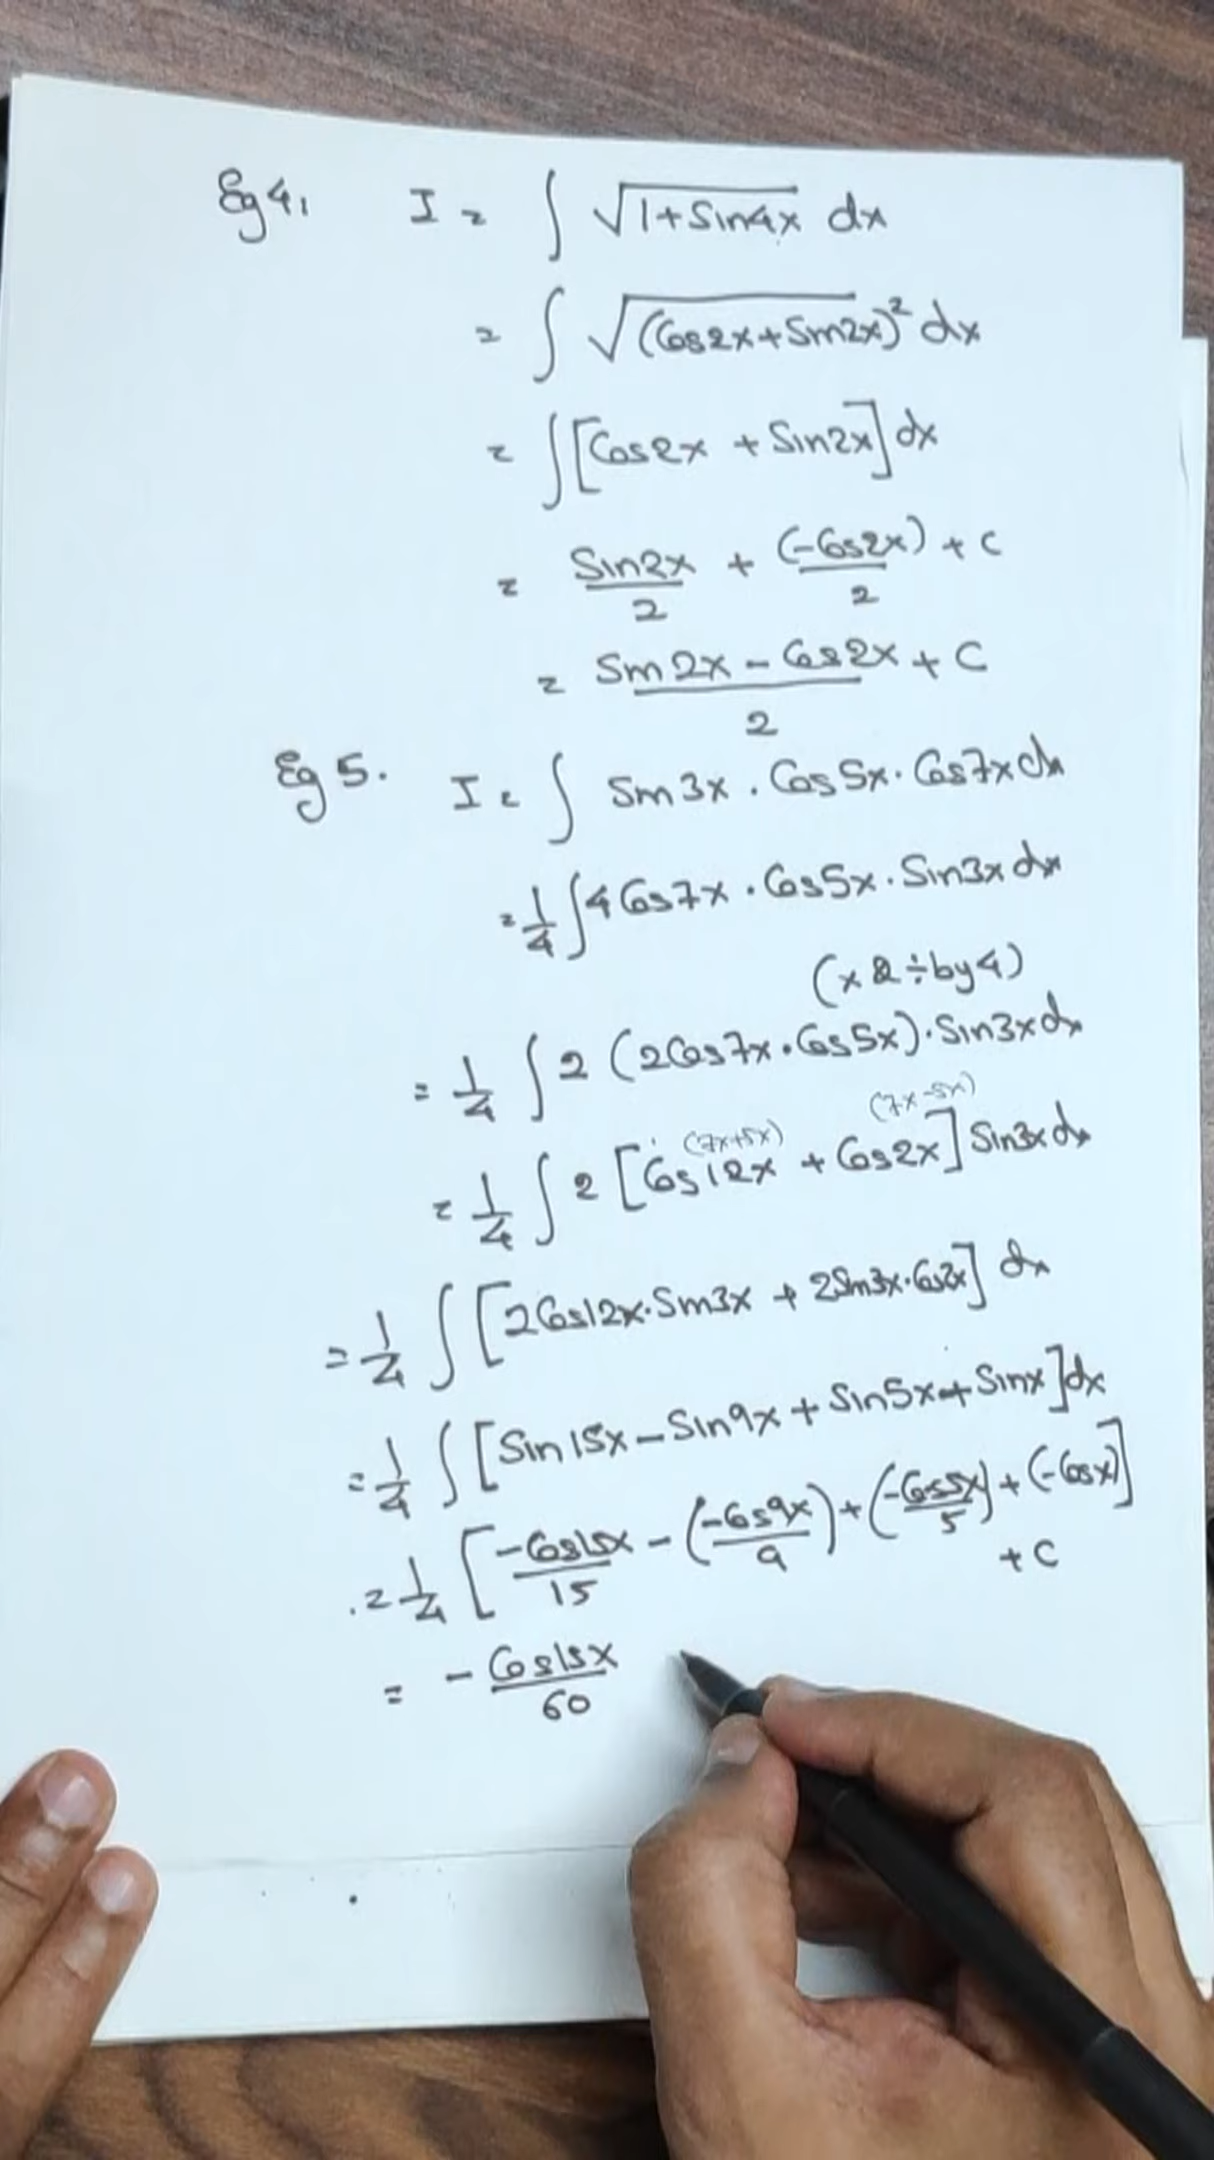 Eg 4, I = ∫ √(1+Sin4x) dx
= ∫ √(Cos2x+Sin2x)² dx
= ∫ [Cos2x + Sin2x] dx
= Sin2x/2 + (-Cos2x)/2 + C
= Sin2x - Cos2x/2 + C
Eg 5. I = ∫ Sin3x . Cos5x . Cos7x dx
= 1/4 ∫ 4 Cos7x . Cos5x . Sin3x dx
(x & ÷ by 4)
= 1/4 ∫ 2 (2Cos7x . Cos5x) . Sin3x dx
(7x+5x) (7x-5x)
= 1/4 ∫ 2 [Cos12x + Cos2x] Sin3x dx
= 1/4 ∫ [2Cos12x . Sin3x + 2Sin3x . Cos2x] dx
= 1/4 ∫ [Sin15x - Sin9x + Sin5x + Sinx] dx
= 1/4 [-Cos15x/15 - (-Cos9x/9) + (-Cos5x/5) + (-Cosx)] + C
= - Cos15x/60